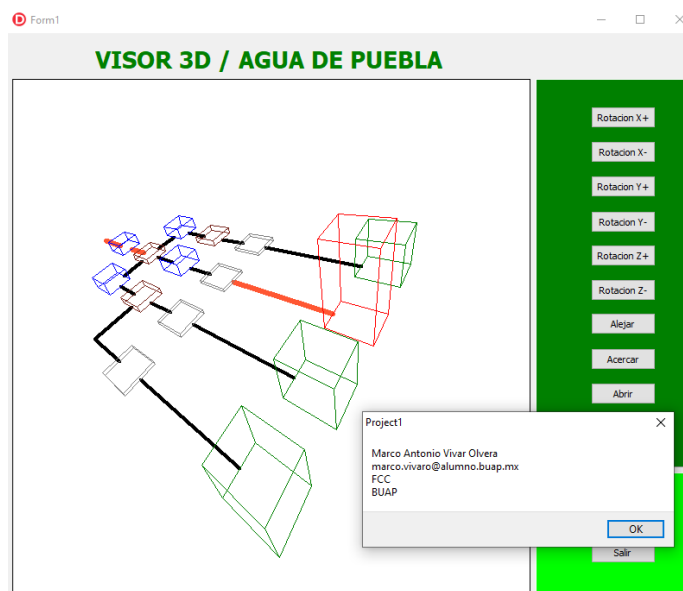 Form1
VISOR 3D / AGUA DE PUEBLA
Rotacion X+
Rotacion X-
Rotacion Y+
Rotacion Y-
Rotacion Z+
Rotacion Z-
Alejar
Acercar
Abrir
Project1
Marco Antonio Vivar Olvera
marco.vivaro@alumno.buap.mx
FCC
BUAP
OK
Salir